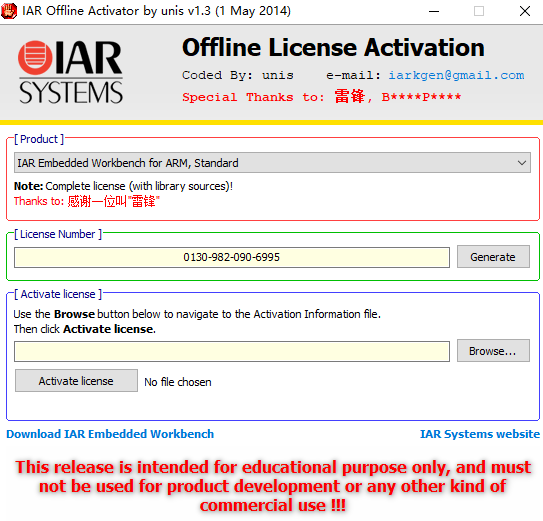 IAR Offline Activator by unis v1.3 (1 May 2014)
IAR
SYSTEMS
Offline License Activation
Coded By: unis e-mail: iarkgen@gmail.com
Special Thanks to: 雷锋, B****P****
[ Product ]
IAR Embedded Workbench for ARM, Standard
Note: Complete license (with library sources)!
Thanks to: 感谢一位叫"雷锋"
[ License Number ]
0130-982-090-6995
Generate
[ Activate license ]
Use the Browse button below to navigate to the Activation Information file.
Then click Activate license.
Browse...
Activate license
No file chosen
Download IAR Embedded Workbench
IAR Systems website
This release is intended for educational purpose only, and must
not be used for product development or any other kind of
commercial use !!!